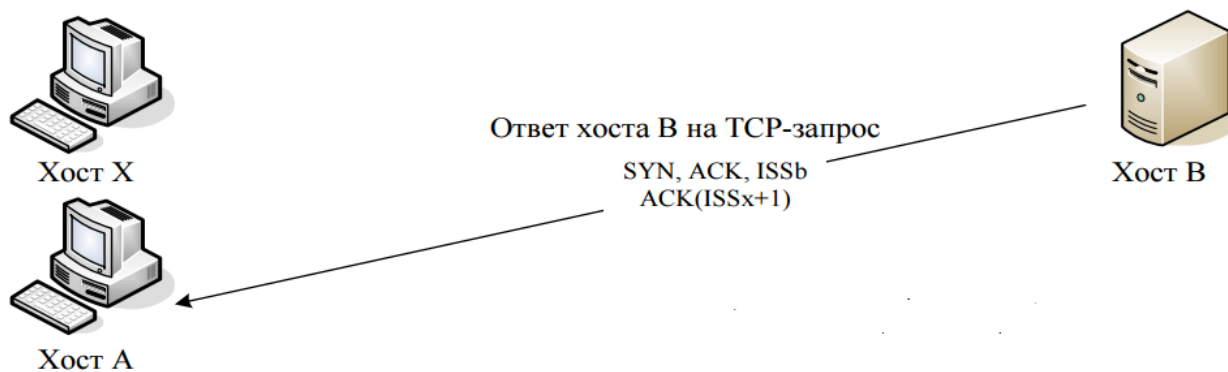 Ответ хоста B на TCP-запрос
SYN, ACK, ISSb
ACK(ISSx+1)
Хост X
Хост B
Хост A